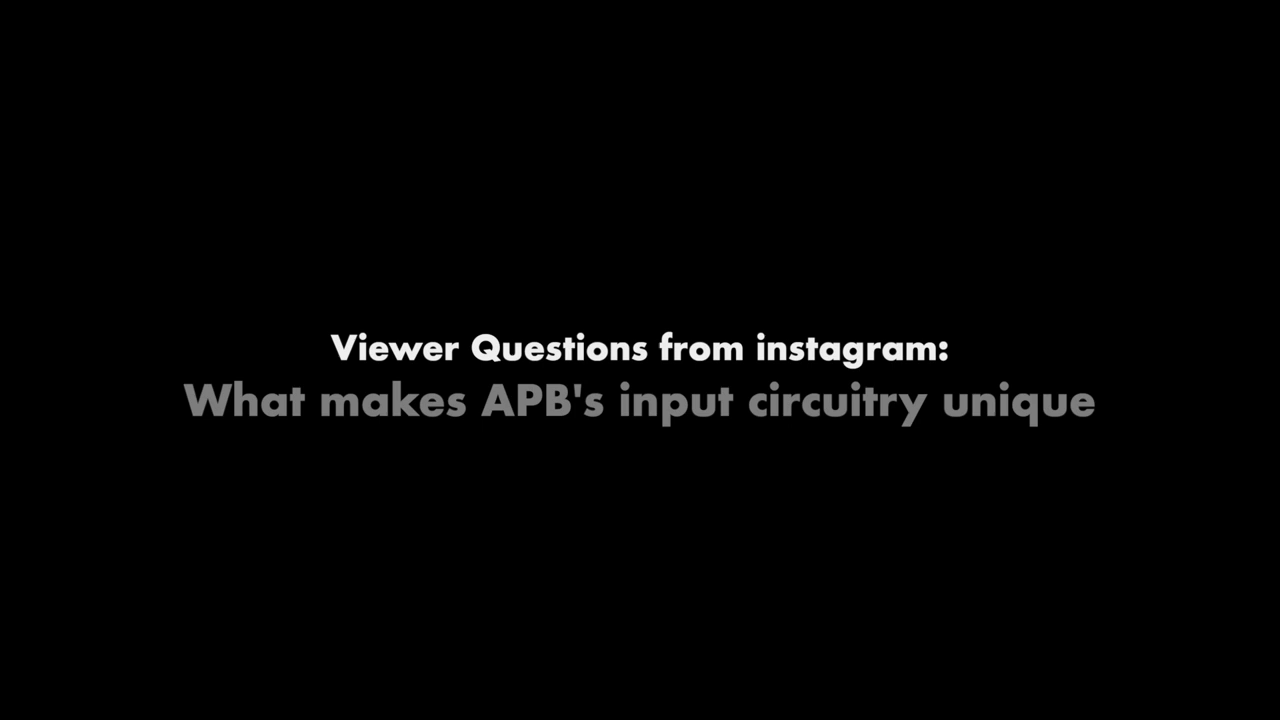 Viewer Questions from instagram:
What makes APB's input circuitry unique